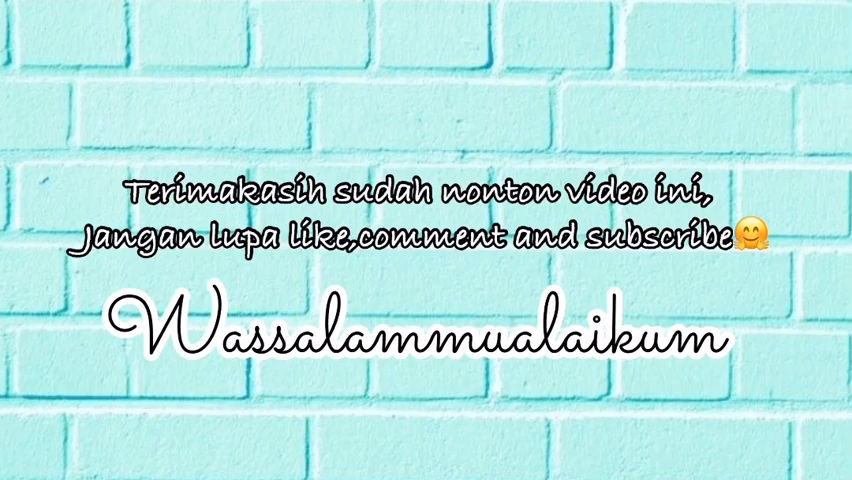 Terimakasih sudah nonton video ini,
Jangan lupa like,comment and subscribe🤗
Wassalammualaikum